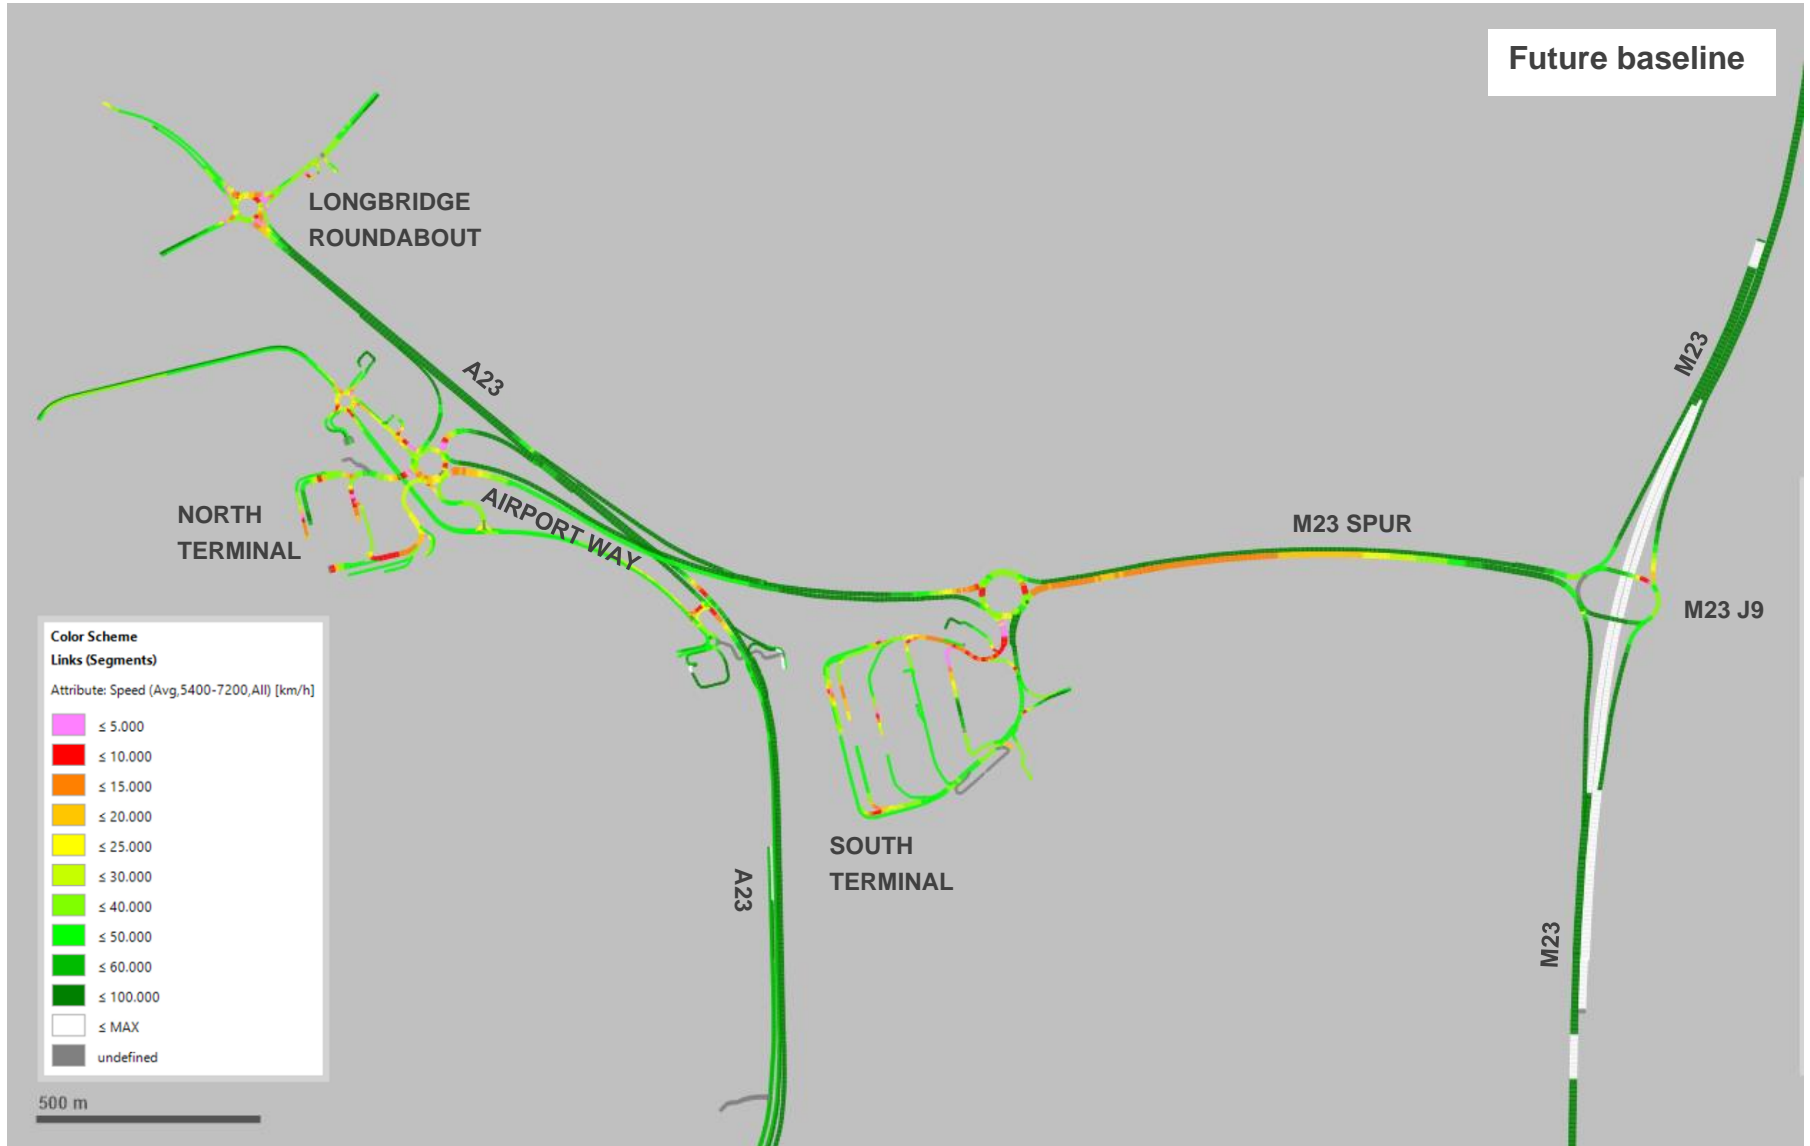 Future baseline
LONGBRIDGE
ROUNDABOUT
A23
M23
NORTH
TERMINAL
AIRPORT WAY
M23 SPUR
M23 J9
SOUTH
TERMINAL
A23
M23
Color Scheme
Links (Segments)
Attribute: Speed (Avg,5400-7200,All) [km/h]
≤ 5.000
≤ 10.000
≤ 15.000
≤ 20.000
≤ 25.000
≤ 30.000
≤ 40.000
≤ 50.000
≤ 60.000
≤ 100.000
≤ MAX
undefined
500 m